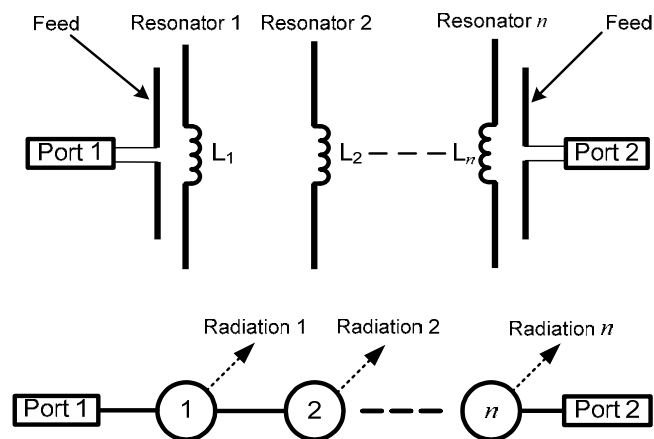 Resonator 1 Resonator 2 Resonator n
Feed Feed
Port 1 L1 L2 Ln Port 2
Radiation 1 Radiation 2 Radiation n
Port 1 1 2 n Port 2